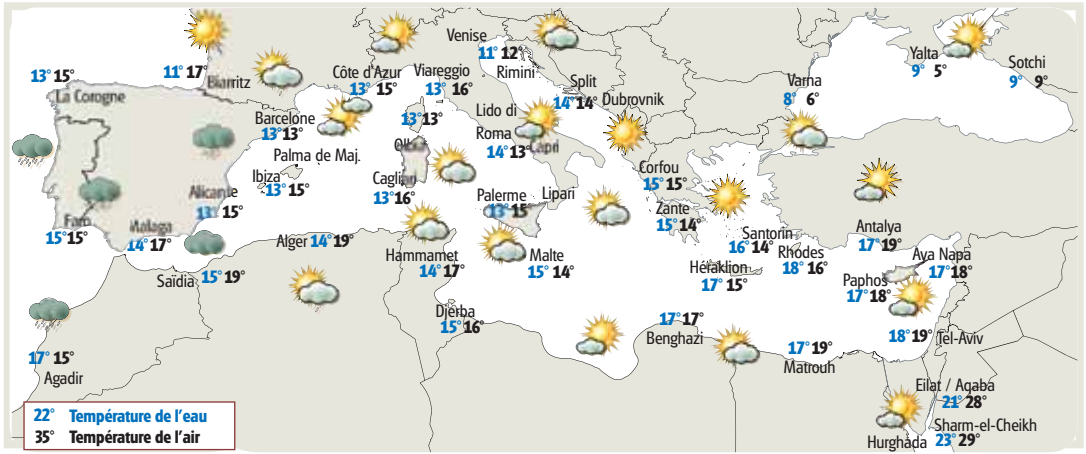 Venise
11° 12°
Rimini
Yalta
9° 5°
Sotchi
9° 9°
13° 15°
La Corogne
11° 17°
Biarritz
Côte d'Azur
13° 15°
Viareggio
13° 16°
Split
14° 14°
Dubrovnik
Varna
8° 6°
Barcelone
13° 13°
13° 13°
Lido di
Roma
14° 13°
Capri
Palma de Maj.
Ibiza
13° 15°
Cagliari
13° 16°
Corfou
15° 15°
Alicante
13° 15°
Palerme
13° 15°
Lipari
Zante
15° 14°
Faro
15° 15°
Malaga
14° 17°
Alger 14° 19°
Santorin
16° 14°
Antalya
17° 19°
Saïdia 15° 19°
Hammamet
14° 17°
Malte
15° 14°
Héraklion
17° 15°
Rhodes
18° 16°
Aya Napa
17° 18°
Paphos
17° 18°
Djerba
15° 16°
17° 17°
Benghazi
18° 19°
Tel-Aviv
17° 15°
Agadir
17° 19°
Matrouh
Eilat / Aqaba
21° 28°
22° Température de l'eau
35° Température de l'air
Sharm-el-Cheikh
Hurghada 23° 29°